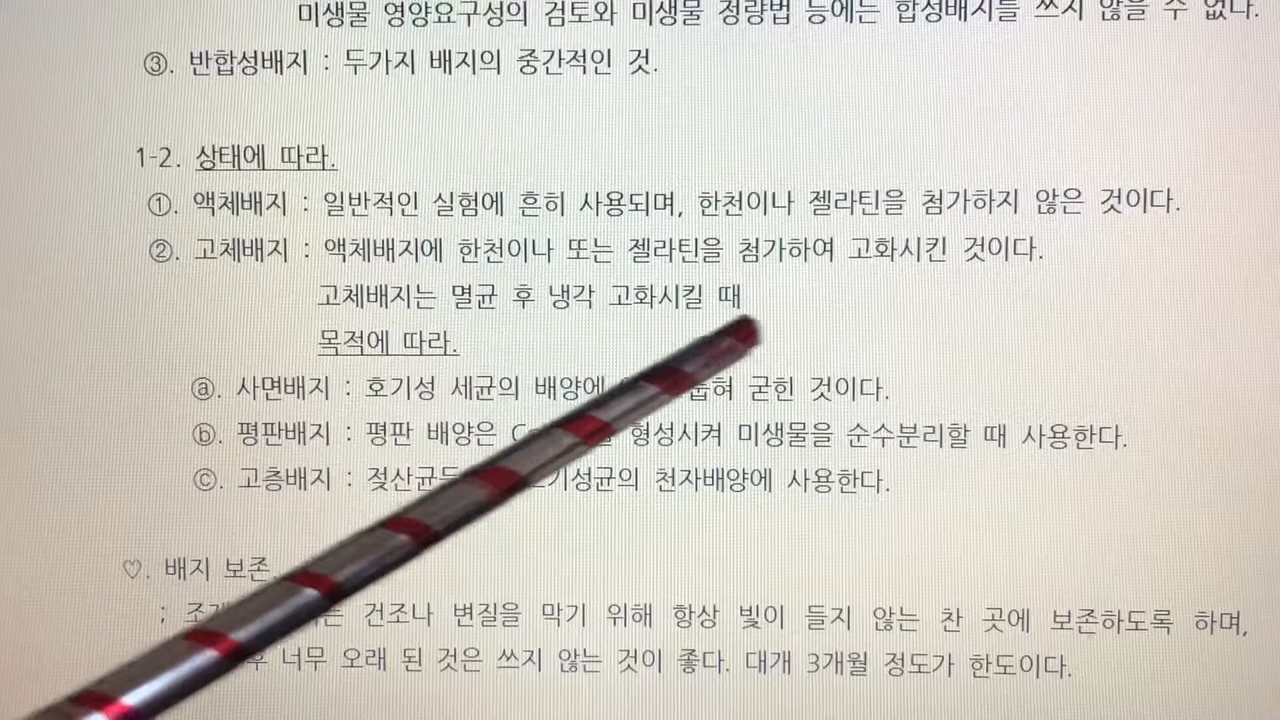 미생물 영양요구성의 검토와 미생물 정량법 등에는 합성배지를 쓰지 않을 수 없다.
③. 반합성배지 : 두가지 배지의 중간적인 것.
1-2. 상태에 따라.
①. 액체배지 : 일반적인 실험에 흔히 사용되며, 한천이나 젤라틴을 첨가하지 않은 것이다.
②. 고체배지 : 액체배지에 한천이나 또는 젤라틴을 첨가하여 고화시킨 것이다.
고체배지는 멸균 후 냉각 고화시킬 때
목적에 따라.
ⓐ. 사면배지 : 호기성 세균의 배양에 굳힌 것이다.
ⓑ. 평판배지 : 평판 배양은 형성시켜 미생물을 순수분리할 때 사용한다.
ⓒ. 고층배지 : 천자배양에 사용한다.
♡. 배지 보존.
; 건조나 변질을 막기 위해 항상 빛이 들지 않는 찬 곳에 보존하도록 하며,
너무 오래 된 것은 쓰지 않는 것이 좋다. 대개 3개월 정도가 한도이다.